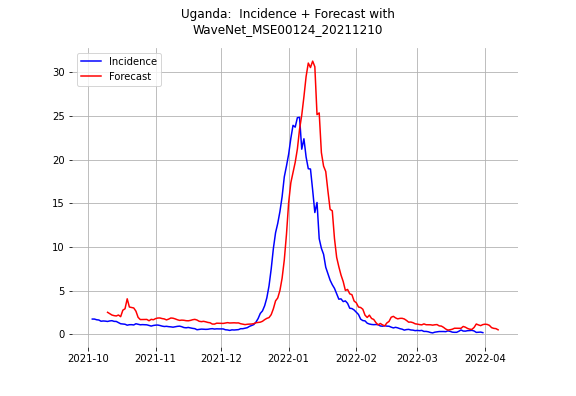 Uganda:  Incidence + Forecast with
WaveNet_MSE00124_20211210
Incidence
Forecast
30
25
20
15
10
5
0
2021-10 2021-11 2021-12 2022-01 2022-02 2022-03 2022-04